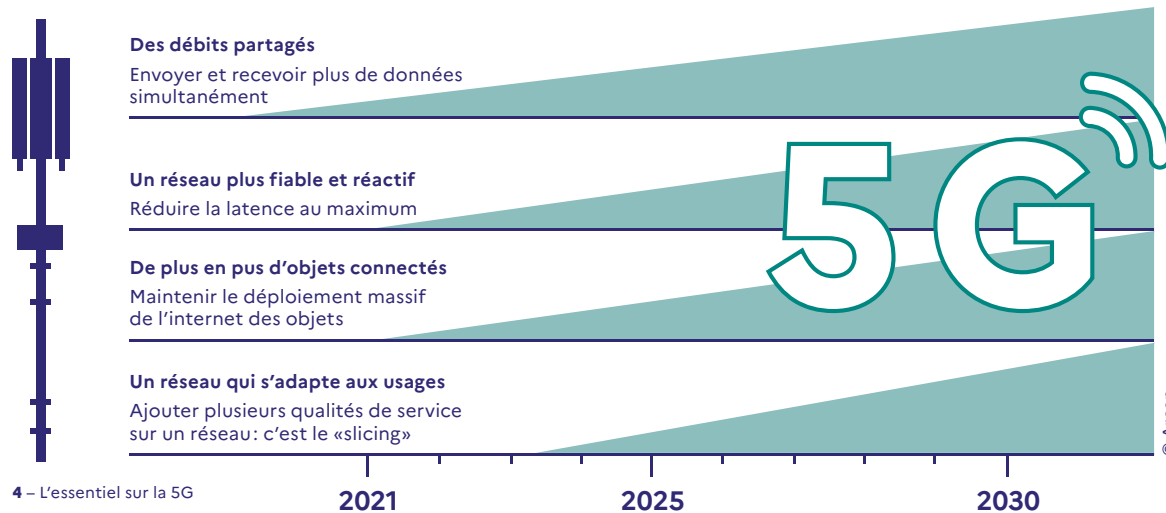 Des débits partagés
Envoyer et recevoir plus de données
simultanément
Un réseau plus fiable et réactif
Réduire la latence au maximum
De plus en pus d'objets connectés
Maintenir le déploiement massif
de l'internet des objets
Un réseau qui s'adapte aux usages
Ajouter plusieurs qualités de service
sur un réseau: c'est le «slicing»
5G
4 – L'essentiel sur la 5G
2021
2025
2030